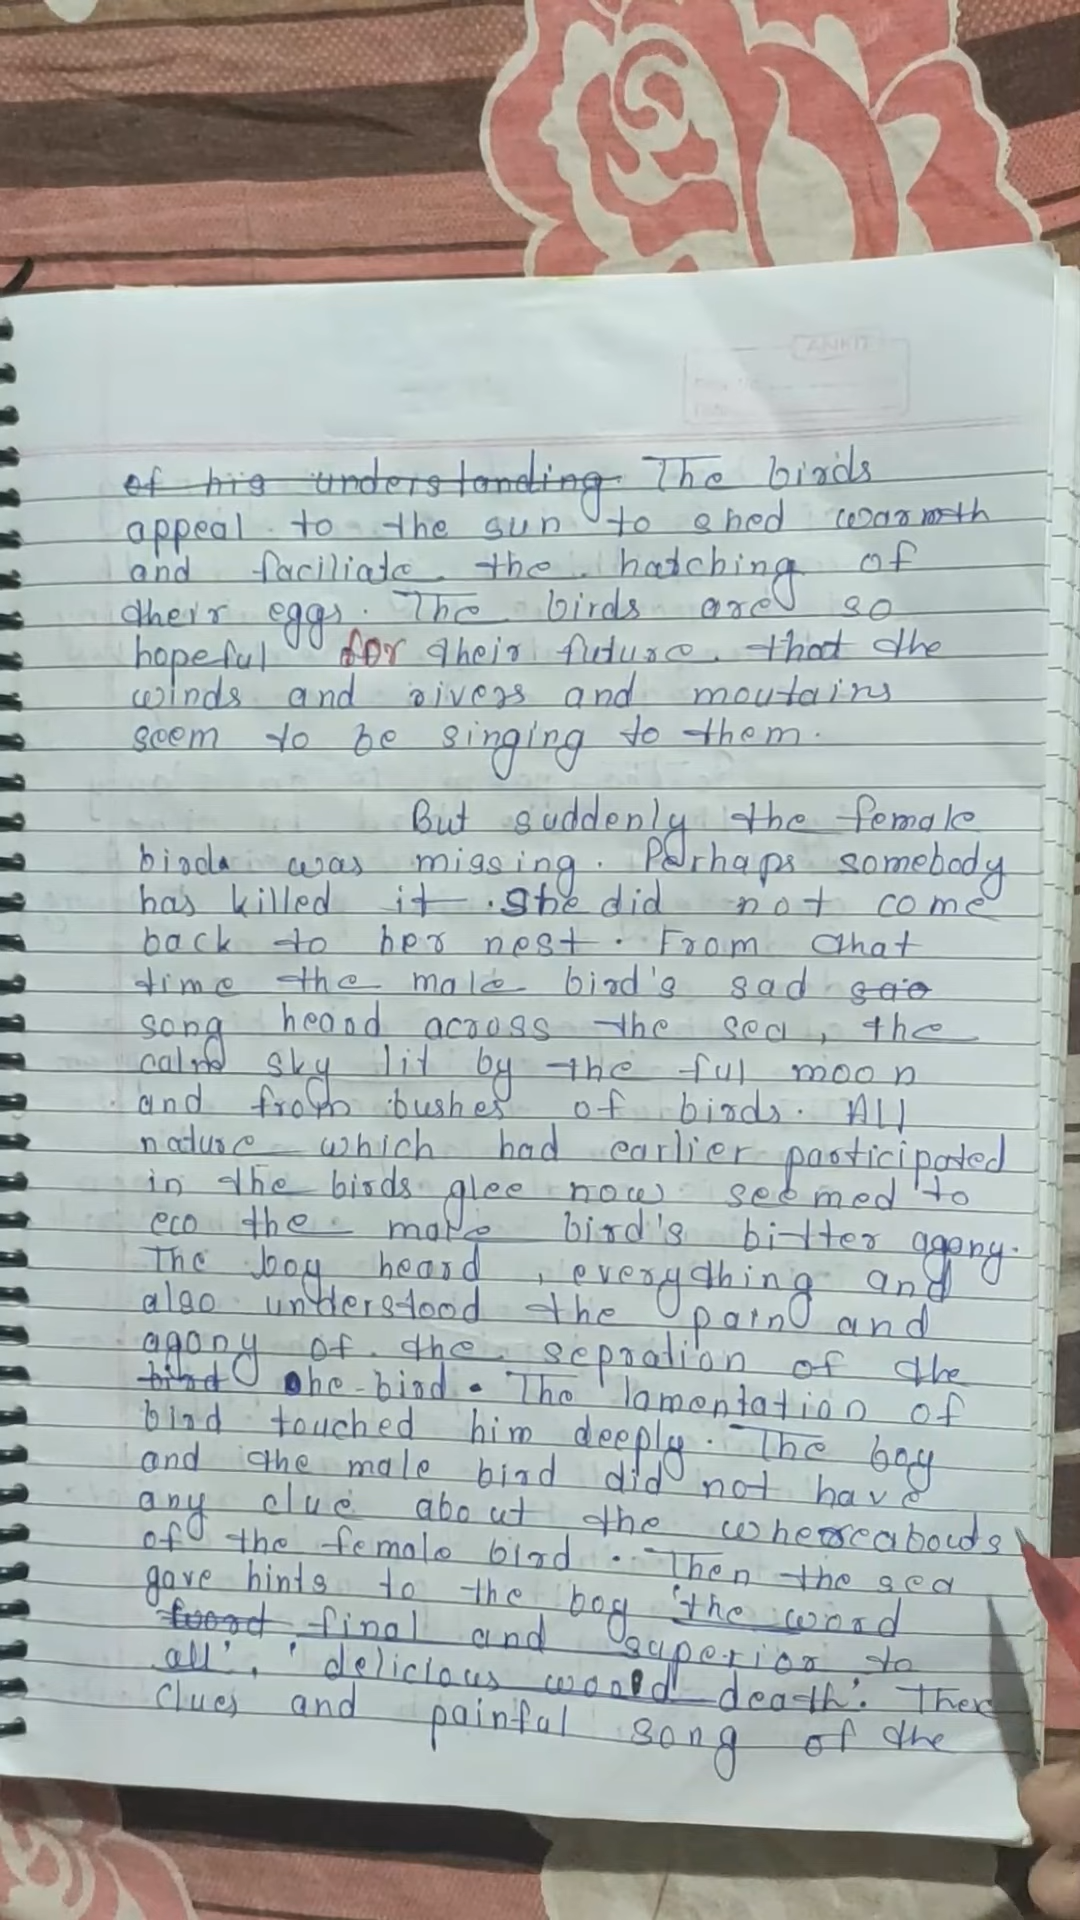 ANKIT
of his understanding. The birds
appeal to the sun to shed warmth
and faciliate the hatching of
their eggs. The birds are so
hopeful for their future that the
winds and rivers and moutains
seem to be singing to them.
But suddenly the female
birda was missing. Perhaps somebody
has killed it. She did not come
back to her nest. From that
time the male bird's sad
song heard across the sea, the
calm sky lit by the ful moon
and from bushes of birds. All
nature which had earlier participated
in the birds glee now seemed to
eco the male bird's bitter agony.
The boy heard, everything and
also understood the pain and
agony of the sepration of the
bird he-bird. The lamentation of
bird touched him deeply. The boy
and the male bird did not have
any clue about the whereabouts
of the female bird. Then the sea
gave hints to the boy 'the word
final and superior to
all', 'delicious word death'. These
clues and painful song of the